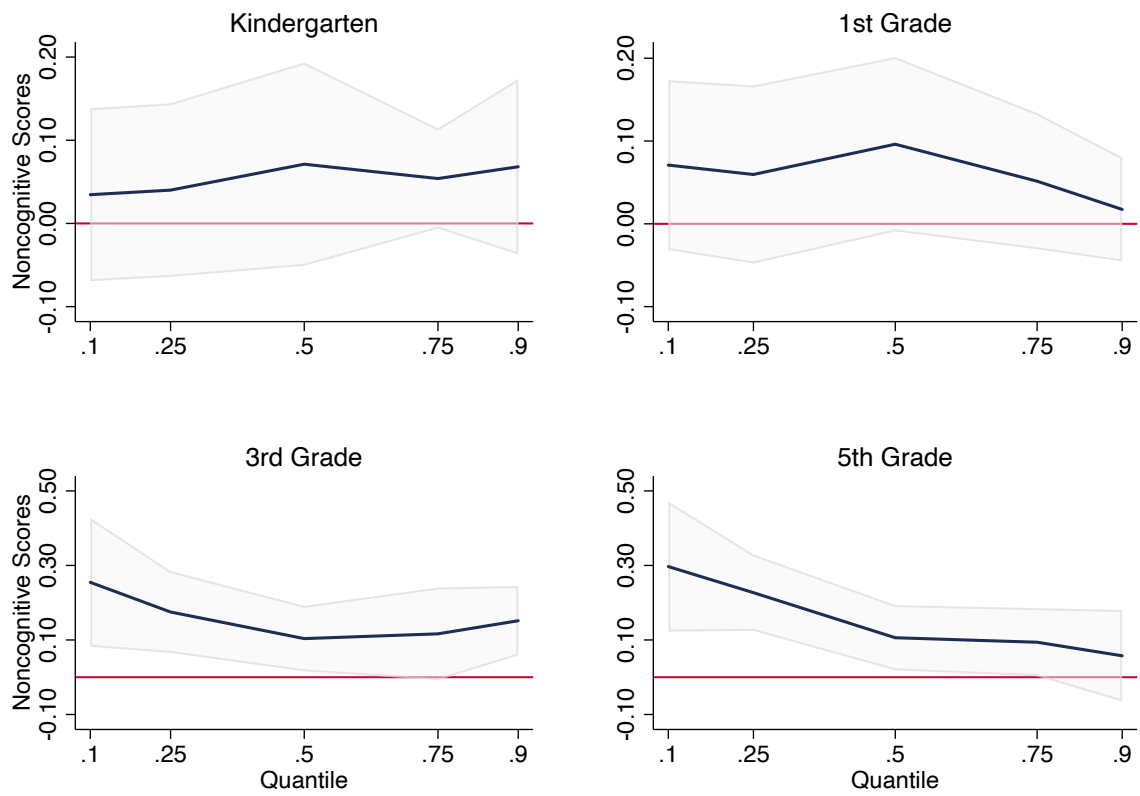 Kindergarten
Noncognitive Scores
0.20
0.10
0.00
-0.10
.1 .25 .5 .75 .9
1st Grade
0.20
0.10
0.00
-0.10
.1 .25 .5 .75 .9
3rd Grade
Noncognitive Scores
0.50
0.30
0.10
-0.10
.1 .25 .5 .75 .9
Quantile
5th Grade
0.50
0.30
0.10
-0.10
.1 .25 .5 .75 .9
Quantile